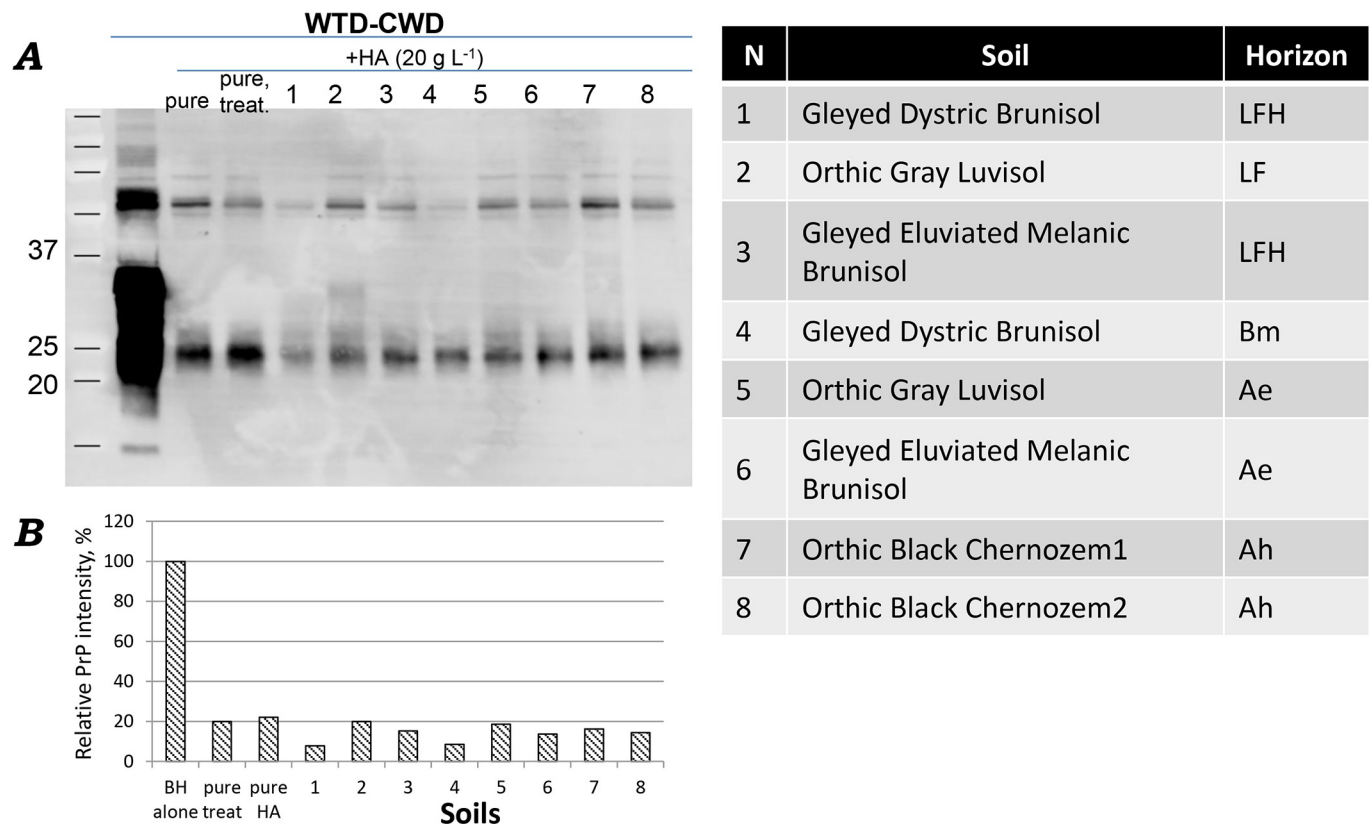 WTD-CWD
A
+HA (20 g L-1)
pure
pure,
treat.
1 2 3 4 5 6 7 8
37
25
20
B
Relative PrP intensity, %
120
100
80
60
40
20
0
BH
alone
pure
treat
pure
HA
1 2 3 4 5 6 7 8
Soils
N Soil Horizon
1 Gleyed Dystric Brunisol LFH
2 Orthic Gray Luvisol LF
3 Gleyed Eluviated Melanic
Brunisol LFH
4 Gleyed Dystric Brunisol Bm
5 Orthic Gray Luvisol Ae
6 Gleyed Eluviated Melanic
Brunisol Ae
7 Orthic Black Chernozem1 Ah
8 Orthic Black Chernozem2 Ah